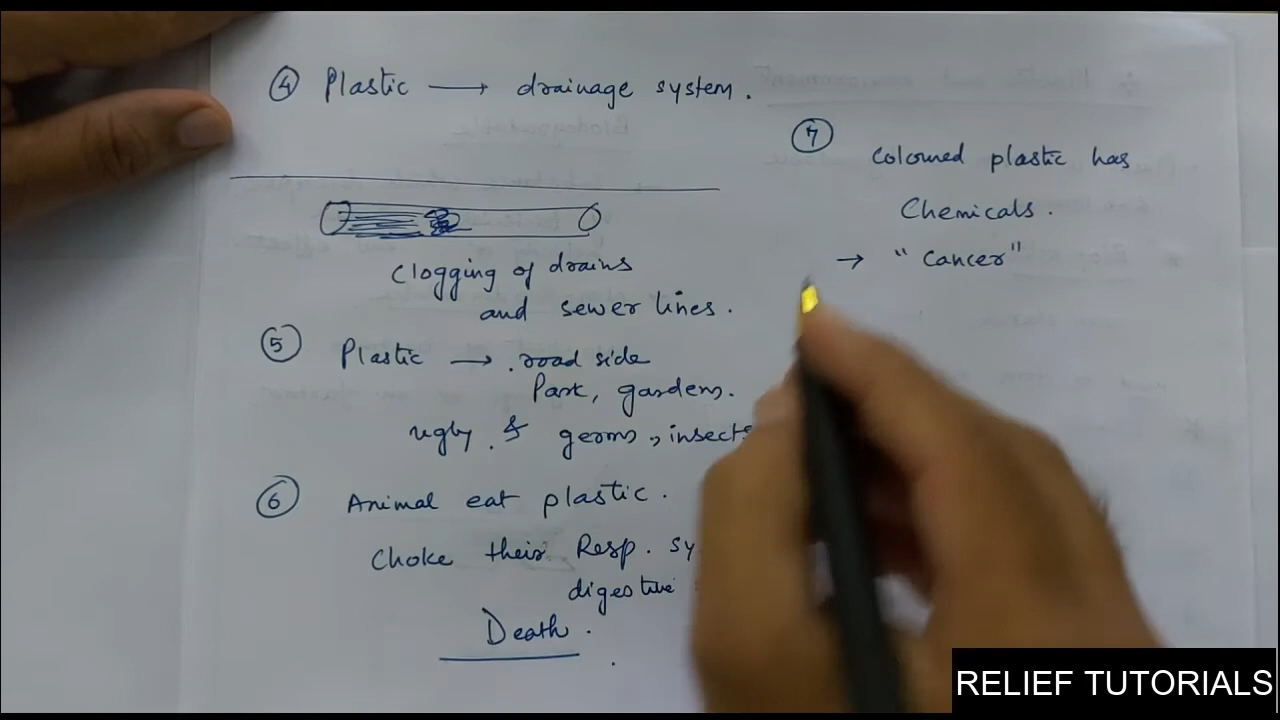 ④ Plastic → drainage system.
Clogging of drains
and sewer lines.
⑤ Plastic → road side
Park, gardens.
ugly & germs, insects
⑥ Animal eat plastic.
Choke their Resp. sy
digestive
Death.
⑦ Coloured plastic has
Chemicals.
→ "Cancer"
RELIEF TUTORIALS